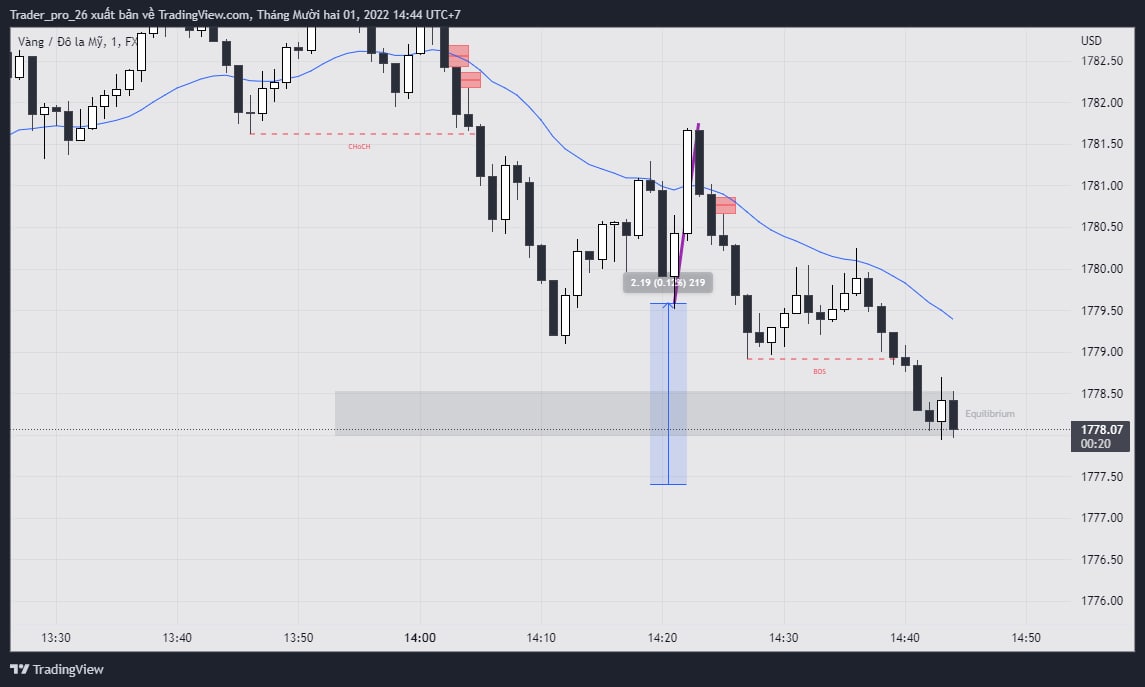 Trader_pro_26 xuất bản về TradingView.com, Tháng Mười hai 01, 2022 14:44 UTC+7
Vàng / Đô la Mỹ, 1, FX
USD
1782.50
1782.00
1781.50
1781.00
1780.50
1780.00
1779.50
1779.00
1778.50
1778.07
00:20
1777.50
1777.00
1776.50
1776.00
CHoCH
2.19 (0.12%) 219
BOS
Equilibrium
13:30 13:40 13:50 14:00 14:10 14:20 14:30 14:40 14:50
TradingView